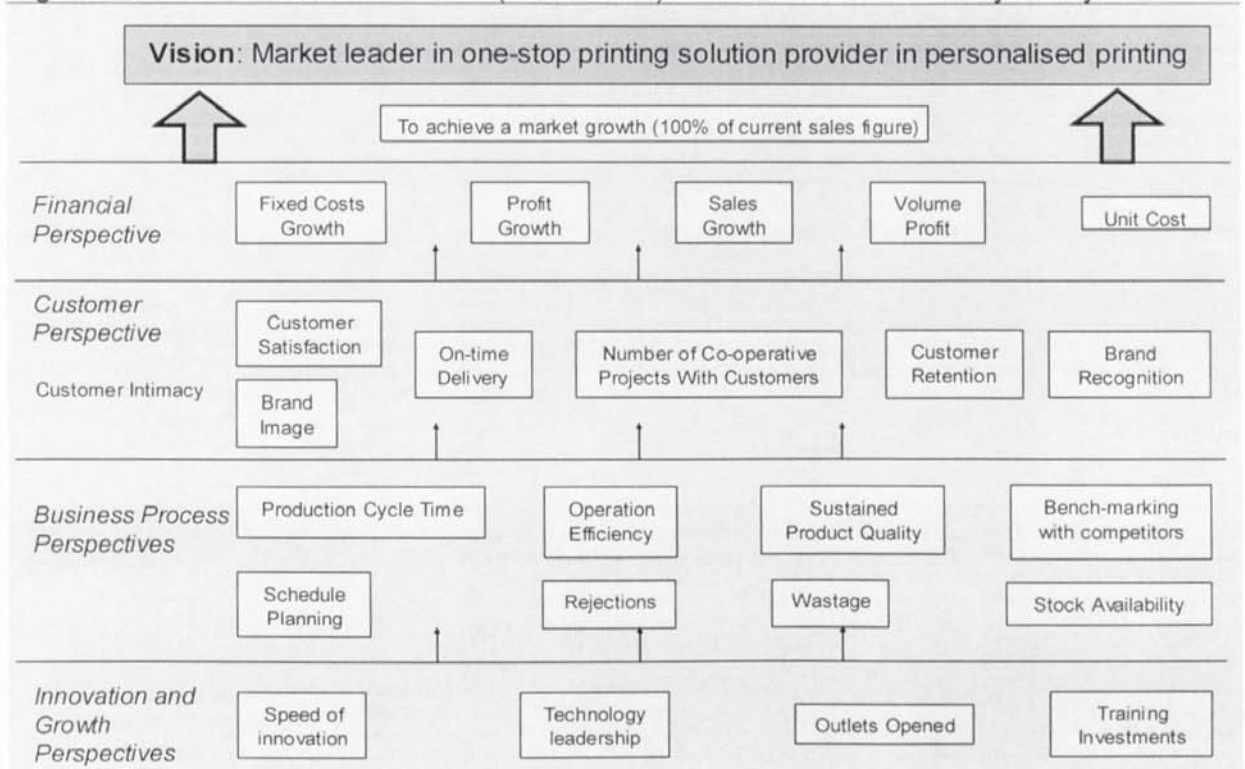 Vision: Market leader in one-stop printing solution provider in personalised printing
To achieve a market growth (100% of current sales figure)
Financial
Perspective
Fixed Costs
Growth
Profit
Growth
Sales
Growth
Volume
Profit
Unit Cost
Customer
Perspective
Customer Intimacy
Customer
Satisfaction
Brand
Image
On-time
Delivery
Number of Co-operative
Projects With Customers
Customer
Retention
Brand
Recognition
Business Process
Perspectives
Production Cycle Time
Operation
Efficiency
Sustained
Product Quality
Bench-marking
with competitors
Schedule
Planning
Rejections
Wastage
Stock Availability
Innovation and
Growth
Perspectives
Speed of
innovation
Technology
leadership
Outlets Opened
Training
Investments